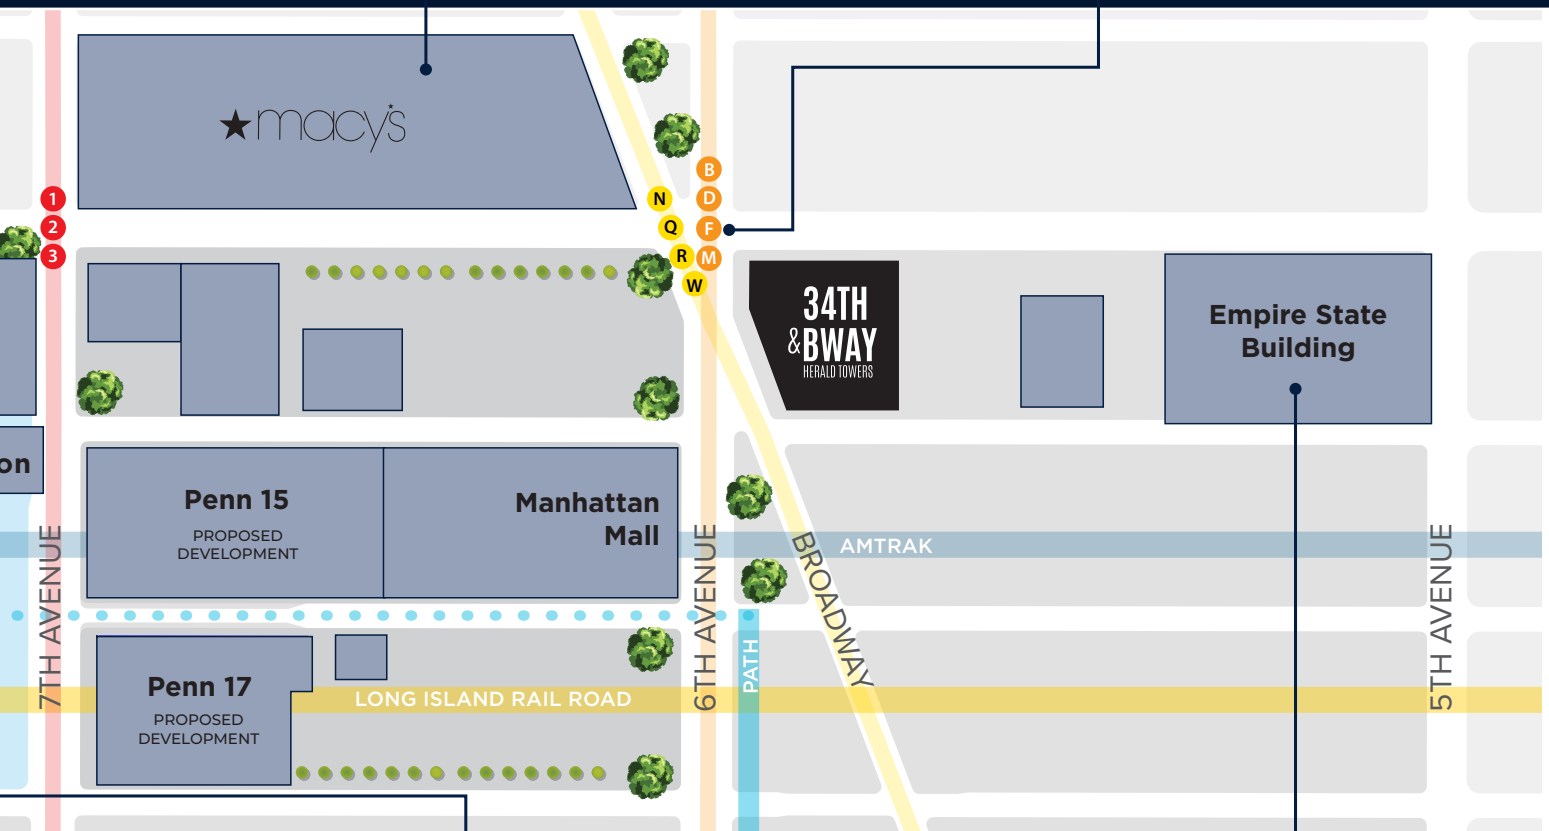 macy's
B
N
D
1
Q
F
2
R
M
3
W
34TH
&BWAY
HERALD TOWERS
Empire State
Building
on
Penn 15
PROPOSED
DEVELOPMENT
Manhattan
Mall
7TH AVENUE
6TH AVENUE
BROADWAY
AMTRAK
5TH AVENUE
PATH
Penn 17
PROPOSED
DEVELOPMENT
LONG ISLAND RAIL ROAD